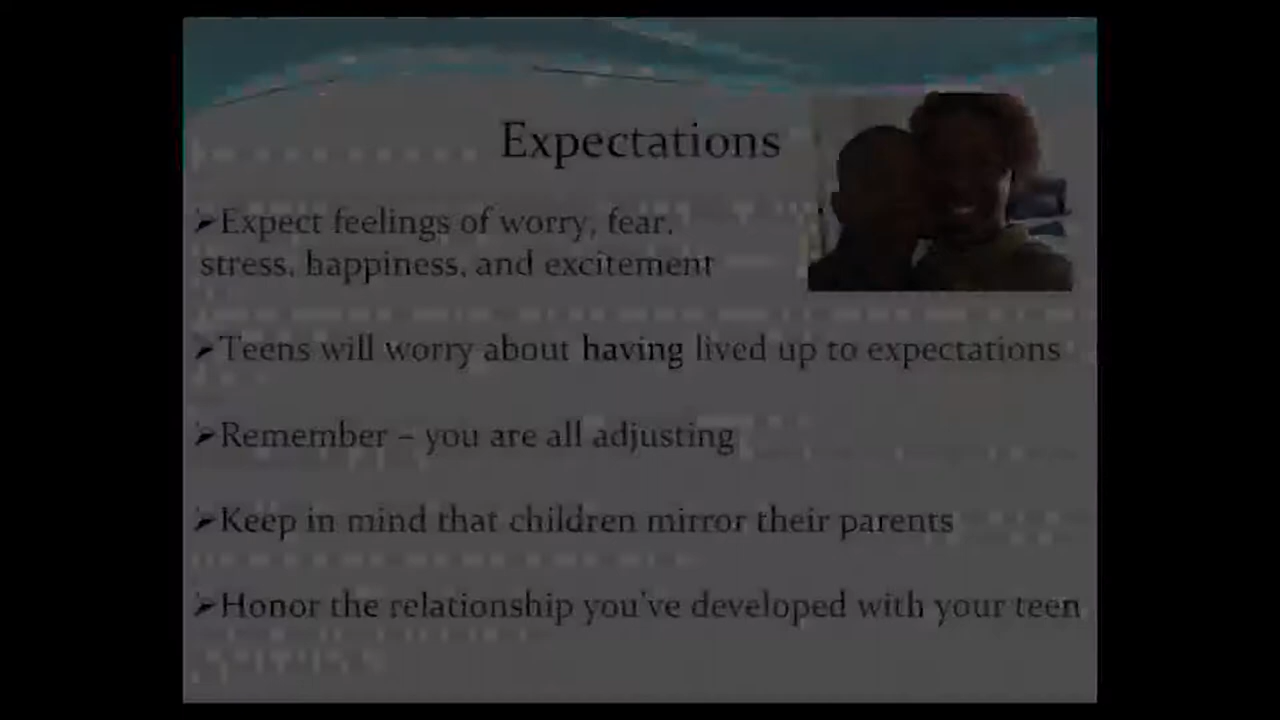 Expectations
➢Expect feelings of worry, fear,
stress, happiness, and excitement
➢Teens will worry about having lived up to expectations
➢Remember – you are all adjusting
➢Keep in mind that children mirror their parents
➢Honor the relationship you've developed with your teen